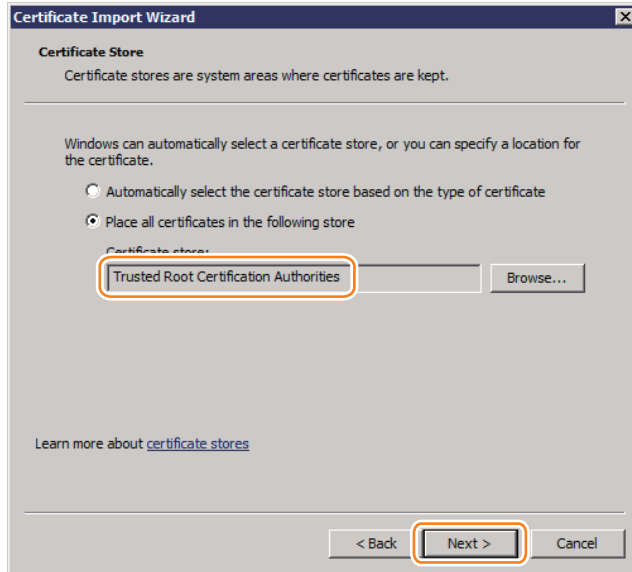 Certificate Import Wizard
Certificate Store
Certificate stores are system areas where certificates are kept.
Windows can automatically select a certificate store, or you can specify a location for
the certificate.
Automatically select the certificate store based on the type of certificate
Place all certificates in the following store
Certificate store:
Trusted Root Certification Authorities
Browse...
Learn more about certificate stores
< Back
Next >
Cancel